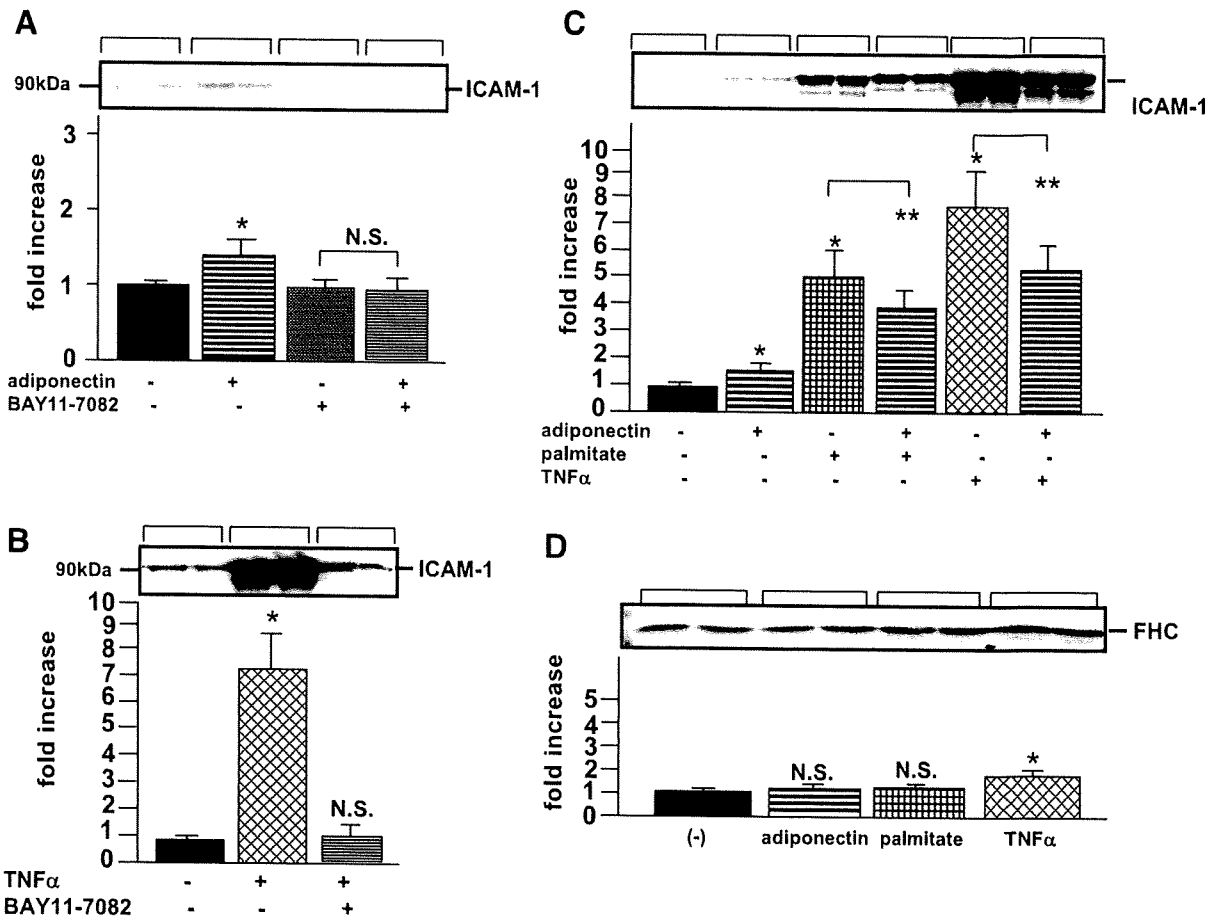 A
90kDa
ICAM-1
fold increase
3
2
1
0
*
N.S.
adiponectin - + - +
BAY11-7082 - - + +
B
90kDa
ICAM-1
fold increase
10
9
8
7
6
5
4
3
2
1
0
*
N.S.
TNFα - + +
BAY11-7082 - - +
C
ICAM-1
fold increase
10
9
8
7
6
5
4
3
2
1
0
*
*
**
*
**
adiponectin - + - + - +
palmitate - - + + - -
TNFα - - - - + +
D
FHC
fold increase
5
4
3
2
1
0
N.S.
N.S.
*
(-) adiponectin palmitate TNFα